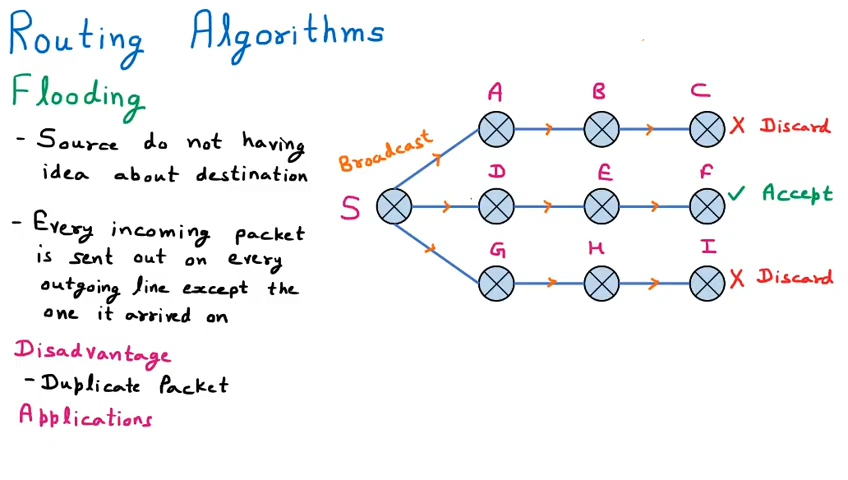 Routing Algorithms
Flooding
- Source do not having
idea about destination
- Every incoming packet
is sent out on every
outgoing line except the
one it arrived on
Disadvantage
- Duplicate Packet
Applications
Broadcast
S
A B C X Discard
D E F ✓ Accept
G H I X Discard